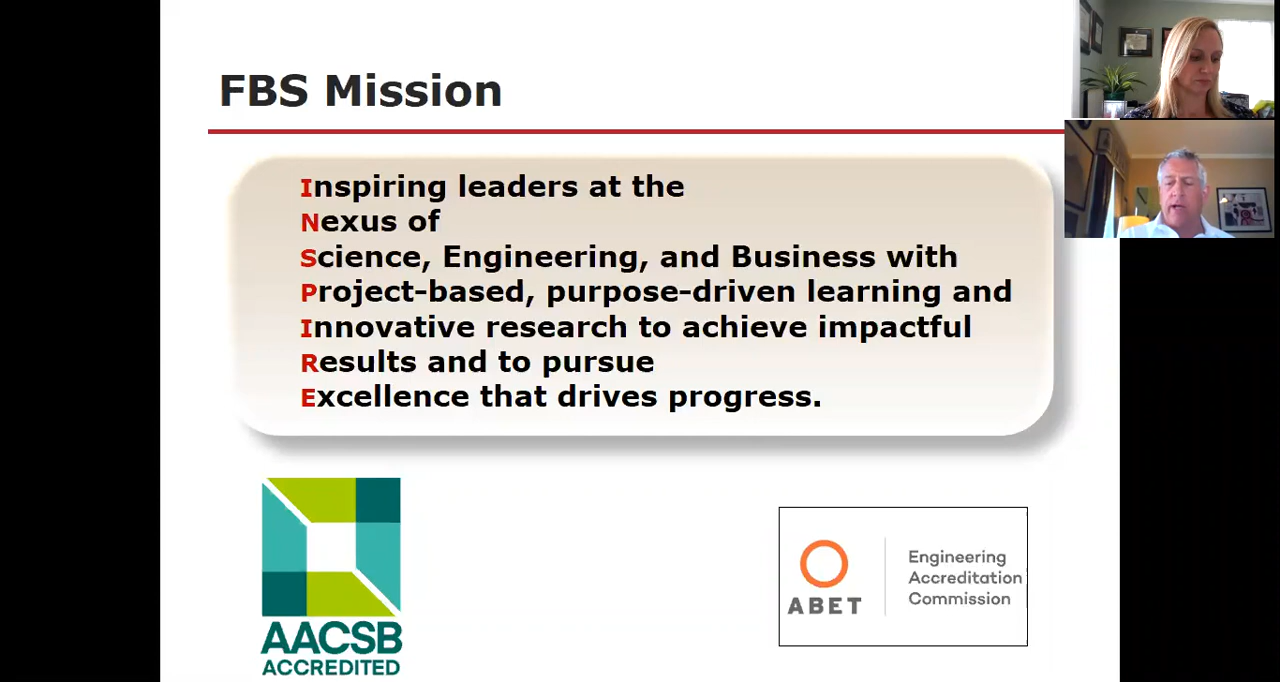 FBS Mission
Inspiring leaders at the
Nexus of
Science, Engineering, and Business with
Project-based, purpose-driven learning and
Innovative research to achieve impactful
Results and to pursue
Excellence that drives progress.
AACSB
ACCREDITED
ABET
Engineering
Accreditation
Commission